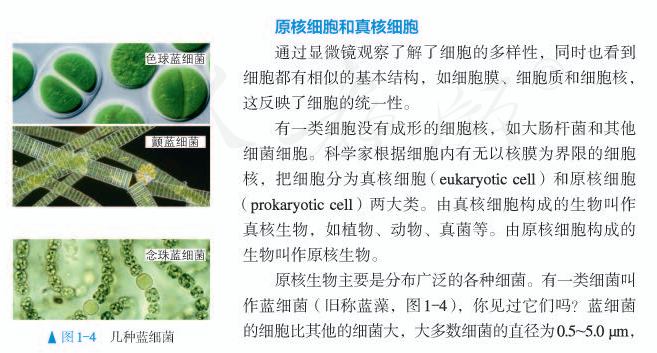 色球蓝细菌
颤蓝细菌
念珠蓝细菌
▲ 图1-4 几种蓝细菌
原核细胞和真核细胞
通过显微镜观察了解了细胞的多样性，同时也看到
细胞都有相似的基本结构，如细胞膜、细胞质和细胞核，
这反映了细胞的统一性。
有一类细胞没有成形的细胞核，如大肠杆菌和其他
细菌细胞。科学家根据细胞内有无以核膜为界限的细胞
核，把细胞分为真核细胞（eukaryotic cell）和原核细胞
（prokaryotic cell）两大类。由真核细胞构成的生物叫作
真核生物，如植物、动物、真菌等。由原核细胞构成的
生物叫作原核生物。
原核生物主要是分布广泛的各种细菌。有一类细菌叫
作蓝细菌（旧称蓝藻，图1-4），你见过它们吗？蓝细菌
的细胞比其他的细菌大，大多数细菌的直径为0.5~5.0 μm，